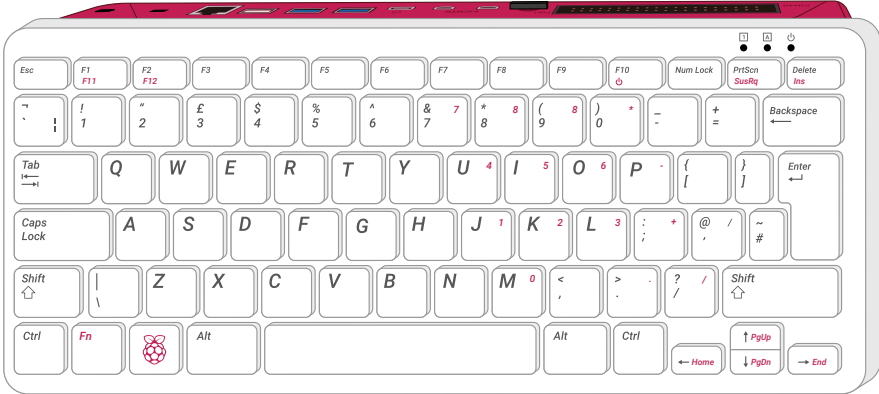 1 A
Esc F1 F2 F3 F4 F5 F6 F7 F8 F9 F10 Num Lock PrtScn Delete
F11 F12 SusRq Ins
¬ ! " £ $ % ^ & 7 * 8 ( 8 ) * _ + Backspace
` ¦ 1 2 3 4 5 6 7 8 9 0 - =
Tab Q W E R T Y U 4 I 5 O 6 P - { } Enter
[ ]
Caps A S D F G H J 1 K 2 L 3 : + @ / ~
Lock ; ' #
Shift | Z X C V B N M 0 < > . ? / Shift
\ , . /
Ctrl Fn Alt Alt Ctrl ↑ PgUp
← Home ↓ PgDn → End